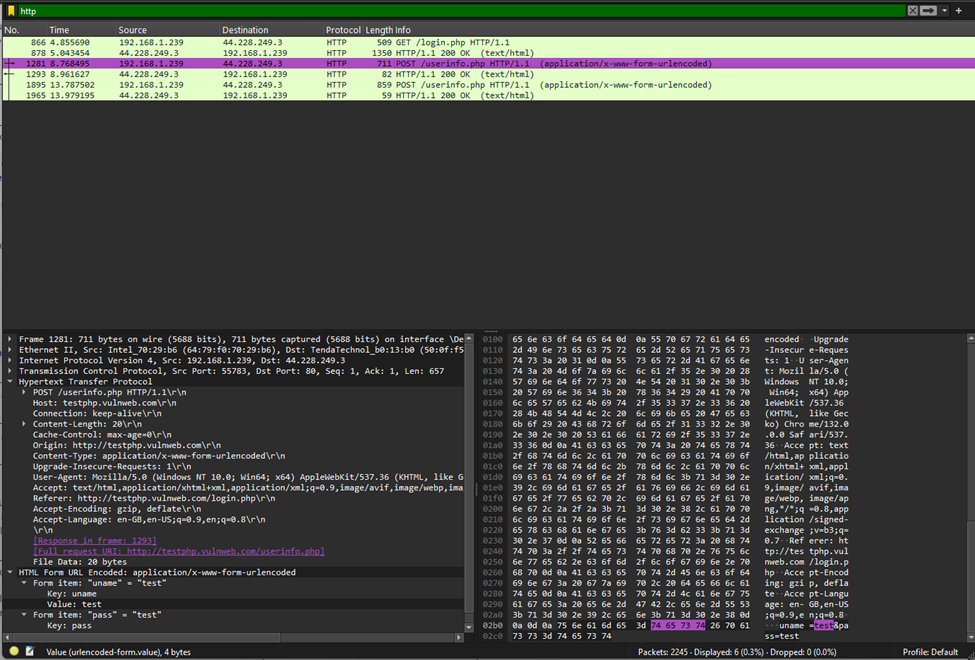 http
No. Time Source Destination Protocol Length Info
866 4.855690 192.168.1.239 44.228.249.3 HTTP 509 GET /login.php HTTP/1.1
878 5.043454 44.228.249.3 192.168.1.239 HTTP 1350 HTTP/1.1 200 OK (text/html)
1281 8.768495 192.168.1.239 44.228.249.3 HTTP 711 POST /userinfo.php HTTP/1.1 (application/x-www-form-urlencoded)
1293 8.961627 44.228.249.3 192.168.1.239 HTTP 82 HTTP/1.1 200 OK (text/html)
1895 13.787502 192.168.1.239 44.228.249.3 HTTP 859 POST /userinfo.php HTTP/1.1 (application/x-www-form-urlencoded)
1965 13.979195 44.228.249.3 192.168.1.239 HTTP 59 HTTP/1.1 200 OK (text/html)
Frame 1281: 711 bytes on wire (5688 bits), 711 bytes captured (5688 bits) on interface \De
Ethernet II, Src: Intel_70:29:b6 (64:79:f0:70:29:b6), Dst: TendaTechnol_b0:13:b0 (50:0f:f5
Internet Protocol Version 4, Src: 192.168.1.239, Dst: 44.228.249.3
Transmission Control Protocol, Src Port: 55783, Dst Port: 80, Seq: 1, Ack: 1, Len: 657
Hypertext Transfer Protocol
POST /userinfo.php HTTP/1.1\r\n
Host: testphp.vulnweb.com\r\n
Connection: keep-alive\r\n
Content-Length: 20\r\n
Cache-Control: max-age=0\r\n
Origin: http://testphp.vulnweb.com\r\n
Content-Type: application/x-www-form-urlencoded\r\n
Upgrade-Insecure-Requests: 1\r\n
User-Agent: Mozilla/5.0 (Windows NT 10.0; Win64; x64) AppleWebKit/537.36 (KHTML, like G
Accept: text/html,application/xhtml+xml,application/xml;q=0.9,image/avif,image/webp,ima
Referer: http://testphp.vulnweb.com/login.php\r\n
Accept-Encoding: gzip, deflate\r\n
Accept-Language: en-GB,en-US;q=0.9,en;q=0.8\r\n
\r\n
[Response in frame: 1293]
[Full request URI: http://testphp.vulnweb.com/userinfo.php]
File Data: 20 bytes
HTML Form URL Encoded: application/x-www-form-urlencoded
Form item: "uname" = "test"
Key: uname
Value: test
Form item: "pass" = "test"
Key: pass
0100 65 6e 63 6f 64 65 64 0d 0a 55 70 67 72 61 64 65 encoded··Upgrade
0110 2d 49 6e 73 65 63 75 72 65 2d 52 65 71 75 65 73 -Insecure-Reques
0120 74 73 3a 20 31 0d 0a 55 73 65 72 2d 41 67 65 6e ts: 1··User-Agen
0130 74 3a 20 4d 6f 7a 69 6c 6c 61 2f 35 2e 30 20 28 t: Mozilla/5.0 (
0140 57 69 6e 64 6f 77 73 20 4e 54 20 31 30 2e 30 3b Windows NT 10.0;
0150 20 57 69 6e 36 34 3b 20 78 36 34 29 20 41 70 70 Win64; x64) App
0160 6c 65 57 65 62 4b 69 74 2f 35 33 37 2e 33 36 20 leWebKit/537.36
0170 28 4b 48 54 4d 4c 2c 20 6c 69 6b 65 20 47 65 63 (KHTML, like Gec
0180 6b 6f 29 20 43 68 72 6f 6d 65 2f 31 33 32 2e 30 ko) Chrome/132.0
0190 2e 30 2e 30 20 53 61 66 61 72 69 2f 35 33 37 2e .0.0 Safari/537.
01a0 33 36 0d 0a 41 63 63 65 70 74 3a 20 74 65 78 74 36··Accept: text
01b0 2f 68 74 6d 6c 2c 61 70 70 6c 69 63 61 74 69 6f /html,applicatio
01c0 6e 2f 78 68 74 6d 6c 2b 78 6d 6c 2c 61 70 70 6c n/xhtml+xml,appl
01d0 69 63 61 74 69 6f 6e 2f 78 6d 6c 3b 71 3d 30 2e ication/xml;q=0.
01e0 39 2c 69 6d 61 67 65 2f 61 76 69 66 2c 69 6d 61 9,image/avif,ima
01f0 67 65 2f 77 65 62 70 2c 69 6d 61 67 65 2f 61 70 ge/webp,image/ap
0200 6e 67 2c 2a 2f 2a 3b 71 3d 30 2e 38 2c 61 70 70 ng,*/*;q=0.8,app
0210 6c 69 63 61 74 69 6f 6e 2f 73 69 67 6e 65 64 2d lication/signed-
0220 65 78 63 68 61 6e 67 65 3b 76 3d 62 33 3b 71 3d exchange;v=b3;q=
0230 30 2e 37 0d 0a 52 65 66 65 72 65 72 3a 20 68 74 0.7··Referer: ht
0240 74 70 3a 2f 2f 74 65 73 74 70 68 70 2e 76 75 6c tp://testphp.vul
0250 6e 77 65 62 2e 63 6f 6d 2f 6c 6f 67 69 6e 2e 70 nweb.com/login.p
0260 68 70 0d 0a 41 63 63 65 70 74 2d 45 6e 63 6f 64 hp··Accept-Encod
0270 69 6e 67 3a 20 67 7a 69 70 2c 20 64 65 66 6c 61 ing: gzip, defla
0280 74 65 0d 0a 41 63 63 65 70 74 2d 4c 61 6e 67 75 te··Accept-Langu
0290 61 67 65 3a 20 65 6e 2d 47 42 2c 65 6e 2d 55 53 age: en-GB,en-US
02a0 3b 71 3d 30 2e 39 2c 65 6e 3b 71 3d 30 2e 38 0d ;q=0.9,en;q=0.8·
02b0 0a 0d 0a 75 6e 61 6d 65 3d 74 65 73 74 26 70 61 ···uname=test&pa
02c0 73 73 3d 74 65 73 74 ss=test
Value (urlencoded-form.value), 4 bytes
Packets: 2245 · Displayed: 6 (0.3%) · Dropped: 0 (0.0%)
Profile: Default